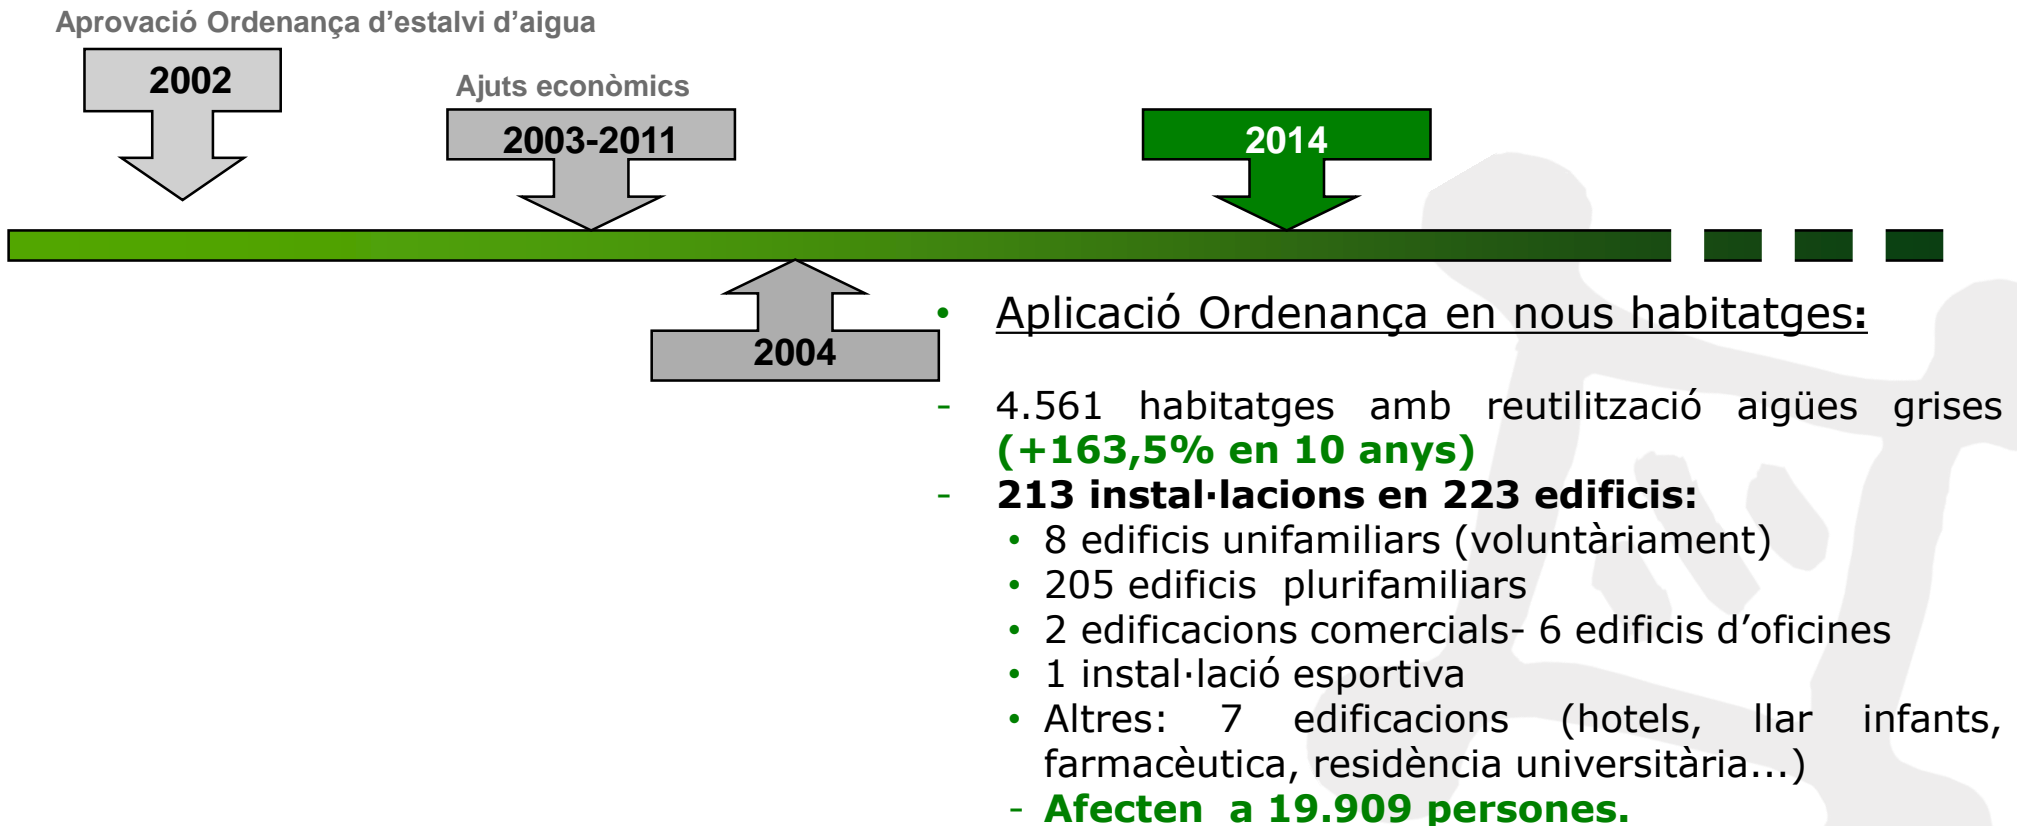 Aprovació Ordenança d’estalvi d’aigua
2002
Ajuts econòmics
2003-2011
2014
2004
• Aplicació Ordenança en nous habitatges:
- 4.561 habitatges amb reutilització aigües grises
(+163,5% en 10 anys)
- 213 instal·lacions en 223 edificis:
• 8 edificis unifamiliars (voluntàriament)
• 205 edificis plurifamiliars
• 2 edificacions comercials- 6 edificis d’oficines
• 1 instal·lació esportiva
• Altres: 7 edificacions (hotels, llar infants,
farmacèutica, residència universitària...)
- Afecten a 19.909 persones.